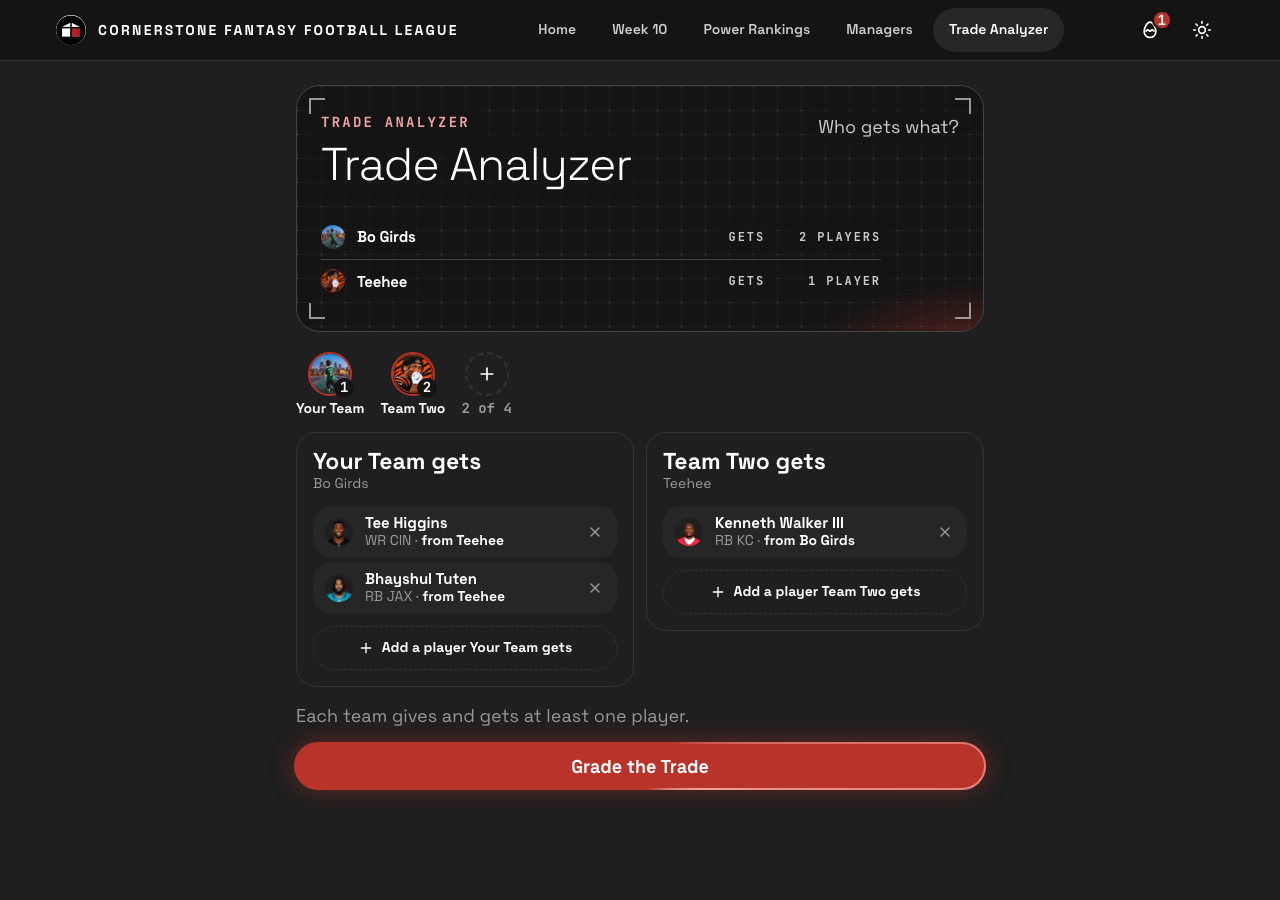 CORNERSTONE FANTASY FOOTBALL LEAGUE
Home
Week 10
Power Rankings
Managers
Trade Analyzer
1
TRADE ANALYZER
Who gets what?
Trade Analyzer
Bo Girds GETS 2 PLAYERS
Teehee GETS 1 PLAYER
1
2
Your Team
Team Two
2 of 4
Your Team gets
Bo Girds
Tee Higgins
WR CIN · from Teehee
Bhayshul Tuten
RB JAX · from Teehee
Add a player Your Team gets
Team Two gets
Teehee
Kenneth Walker III
RB KC · from Bo Girds
Add a player Team Two gets
Each team gives and gets at least one player.
Grade the Trade